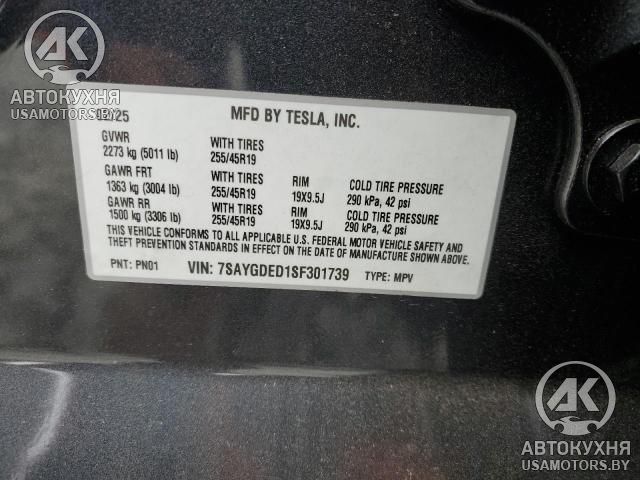 АВТОКУХНЯ
USAMOTORS.BY
MFD BY TESLA, INC.
GVWR WITH TIRES
2273 kg (5011 lb) 255/45R19
GAWR FRT WITH TIRES RIM COLD TIRE PRESSURE
1363 kg (3004 lb) 255/45R19 19X9.5J 290 kPa, 42 psi
GAWR RR WITH TIRES RIM COLD TIRE PRESSURE
1500 kg (3306 lb) 255/45R19 19X9.5J 290 kPa, 42 psi
THIS VEHICLE CONFORMS TO ALL APPLICABLE U.S. FEDERAL MOTOR VEHICLE SAFETY AND
THEFT PREVENTION STANDARDS IN EFFECT ON THE DATE OF MANUFACTURE SHOWN ABOVE.
PNT: PN01 VIN: 7SAYGDED1SF301739 TYPE: MPV
АК
АВТОКУХНЯ
USAMOTORS.BY